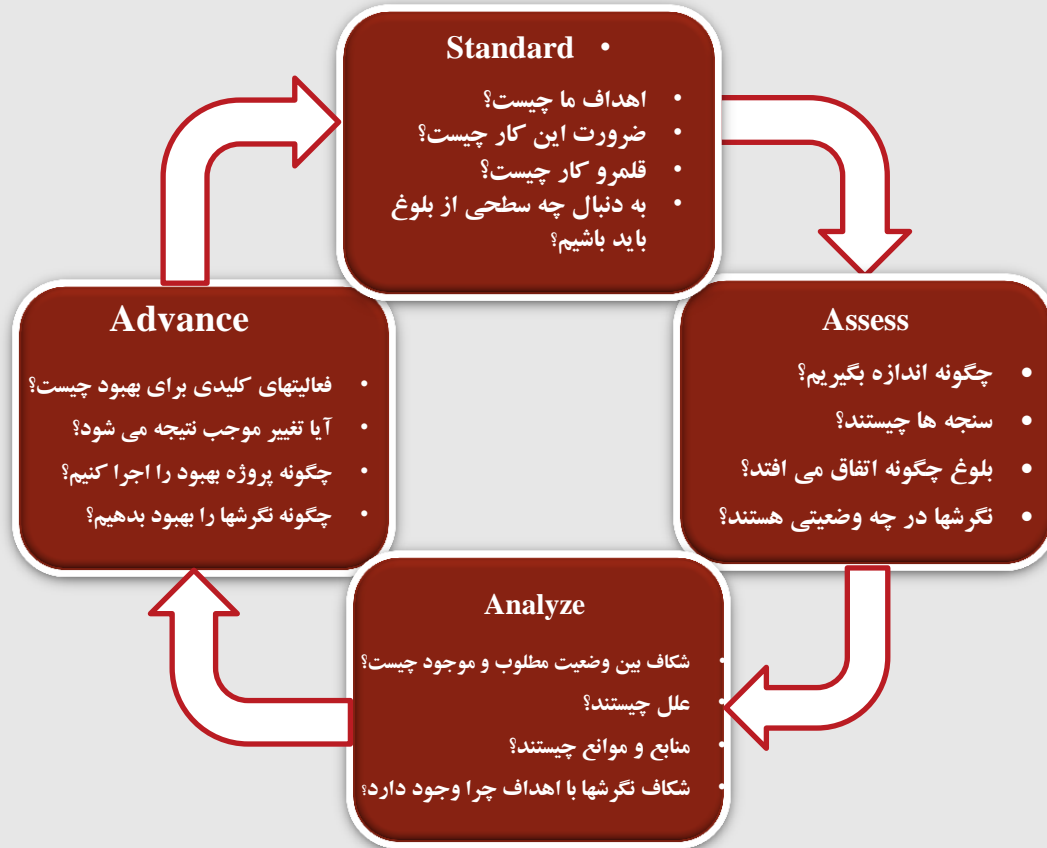 • Standard
• اهداف ما چیست؟
• ضرورت این کار چیست؟
• قلمرو کار چیست؟
• به دنبال چه سطحی از بلوغ
باید باشیم؟
Assess
• چگونه اندازه بگیریم؟
• سنجه ها چیستند؟
• بلوغ چگونه اتفاق می افتد؟
• نگرشها در چه وضعیتی هستند؟
Analyze
• شکاف بین وضعیت مطلوب و موجود چیست؟
• علل چیستند؟
• منابع و موانع چیستند؟
• شکاف نگرشها با اهداف چرا وجود دارد؟
Advance
• فعالیتهای کلیدی برای بهبود چیست؟
• آیا تغییر موجب نتیجه می شود؟
• چگونه پروژه بهبود را اجرا کنیم؟
• چگونه نگرشها را بهبود بدهیم؟